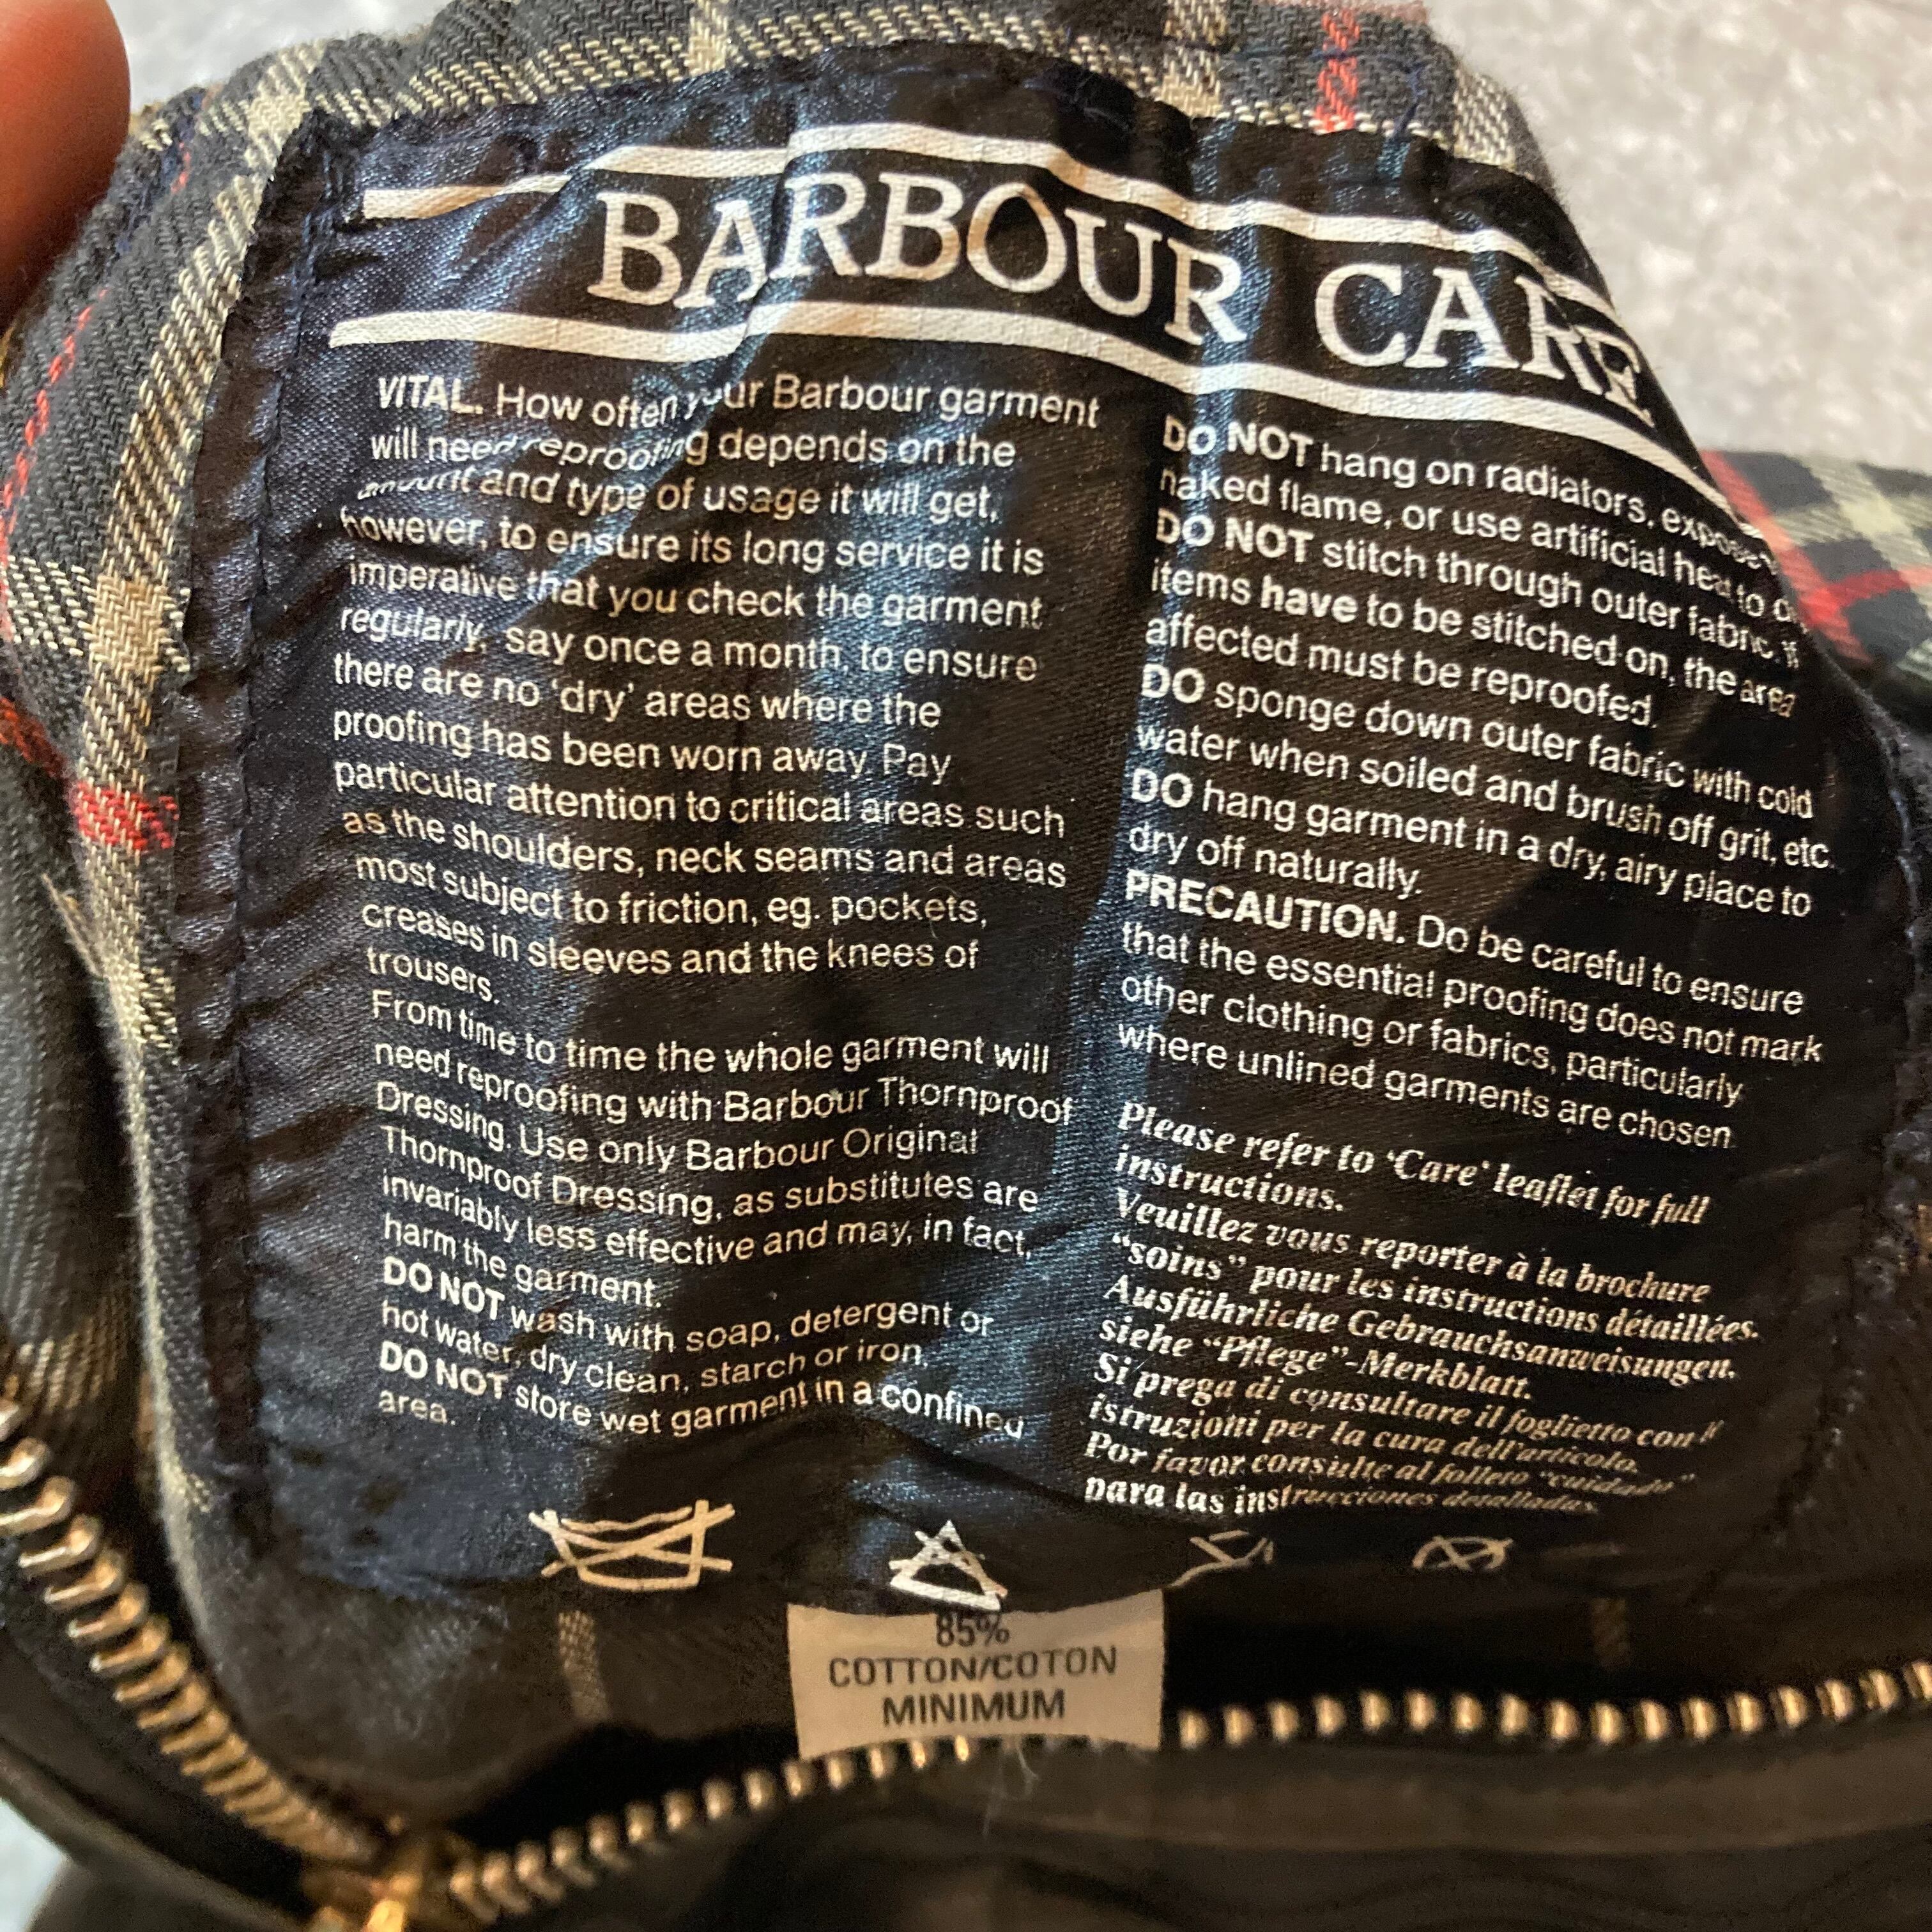 BARBOUR CARE
VITAL. How often your Barbour garment
will need reproofing depends on the
amount and type of usage it will get,
however, to ensure its long service it is
imperative that you check the garment
regularly, say once a month, to ensure
there are no ‘dry’ areas where the
proofing has been worn away. Pay
particular attention to critical areas such
as the shoulders, neck seams and areas
most subject to friction, eg. pockets,
creases in sleeves and the knees of
trousers.
From time to time the whole garment will
need reproofing with Barbour Thornproof
Dressing. Use only Barbour Original
Thornproof Dressing, as substitutes are
invariably less effective and may, in fact,
harm the garment.
DO NOT wash with soap, detergent or
hot water, dry clean, starch or iron.
DO NOT store wet garment in a confined
area.
DO NOT hang on radiators, expose
naked flame, or use artificial heat to
DO NOT stitch through outer fabric. If
items have to be stitched on, the area
affected must be reproofed.
DO sponge down outer fabric with cold
water when soiled and brush off grit, etc.
DO hang garment in a dry, airy place to
dry off naturally.
PRECAUTION. Do be careful to ensure
that the essential proofing does not mark
other clothing or fabrics, particularly
where unlined garments are chosen
Please refer to ‘Care‘ leaflet for full
instructions.
Veuillez vous reporter à la brochure
“soins” pour les instructions détaillées.
Ausführliche Gebrauchsanweisungen.
siehe “Pflege”-Merkblatt.
Si prega di consultare il foglietto con
istruzioni per la cura dell'articolo.
Por favor consulte al folleto “cuidado”
para las instrucciones detalladas.
85%
COTTON/COTON
MINIMUM